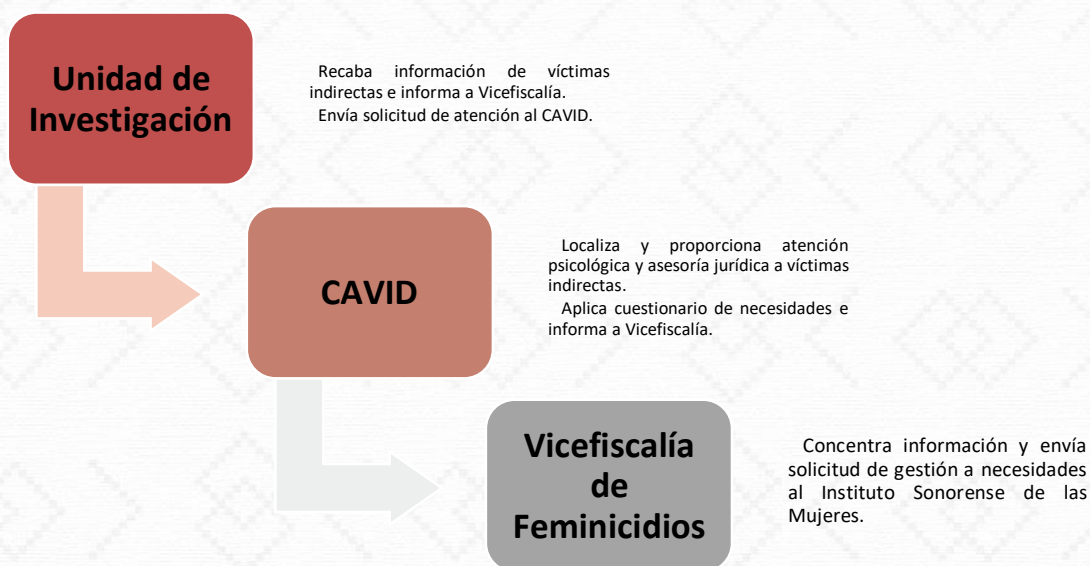 Unidad de
Investigación
Recaba información de víctimas
indirectas e informa a Vicefiscalía.
Envía solicitud de atención al CAVID.
CAVID
Localiza y proporciona atención
psicológica y asesoría jurídica a víctimas
indirectas.
Aplica cuestionario de necesidades e
informa a Vicefiscalía.
Vicefiscalía
de
Feminicidios
Concentra información y envía
solicitud de gestión a necesidades
al Instituto Sonorense de las
Mujeres.